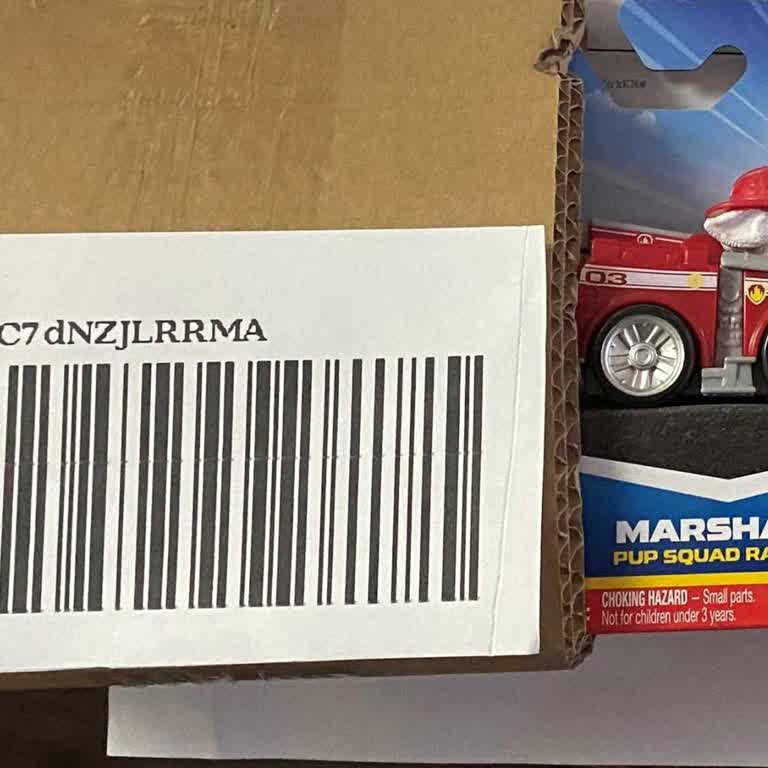 C7dNZJLRRMA
03
MARSHA
PUP SQUAD RA
CHOKING HAZARD – Small parts.
Not for children under 3 years.